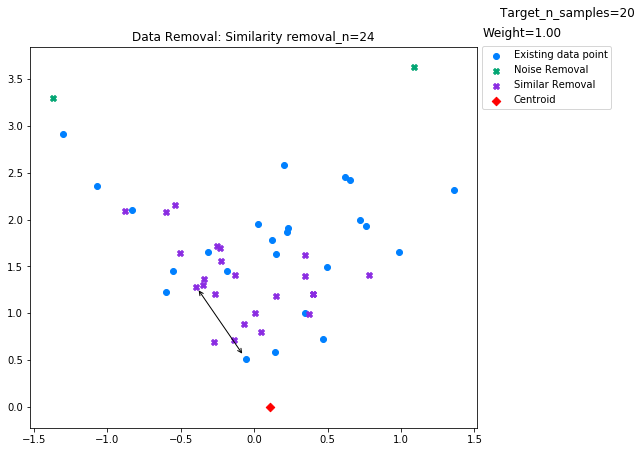 Target_n_samples=20
Weight=1.00
Data Removal: Similarity removal_n=24
Existing data point
Noise Removal
Similar Removal
Centroid
3.5
3.0
2.5
2.0
1.5
1.0
0.5
0.0
−1.5 −1.0 −0.5 0.0 0.5 1.0 1.5